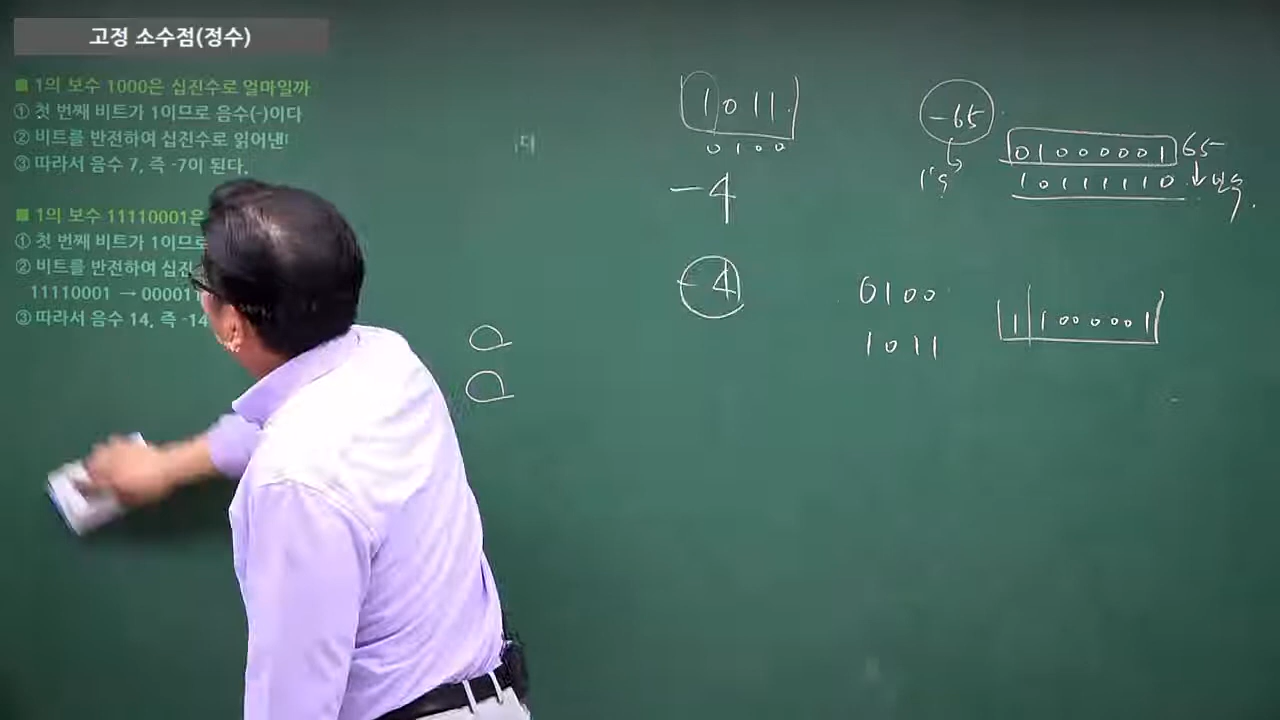 고정 소수점(정수)
■ 1의 보수 1000은 십진수로 얼마일까
① 첫 번째 비트가 1이므로 음수(-)이다
② 비트를 반전하여 십진수로 읽어낸
③ 따라서 음수 7, 즉 -7이 된다.
■ 1의 보수 11110001은
① 첫 번째 비트가 1이므로
② 비트를 반전하여 십진
11110001 → 000011
③ 따라서 음수 14, 즉 -14
1011
0100
-4
-4
0100
1011
-65
1's
01000001 65
10111110
1 1000001